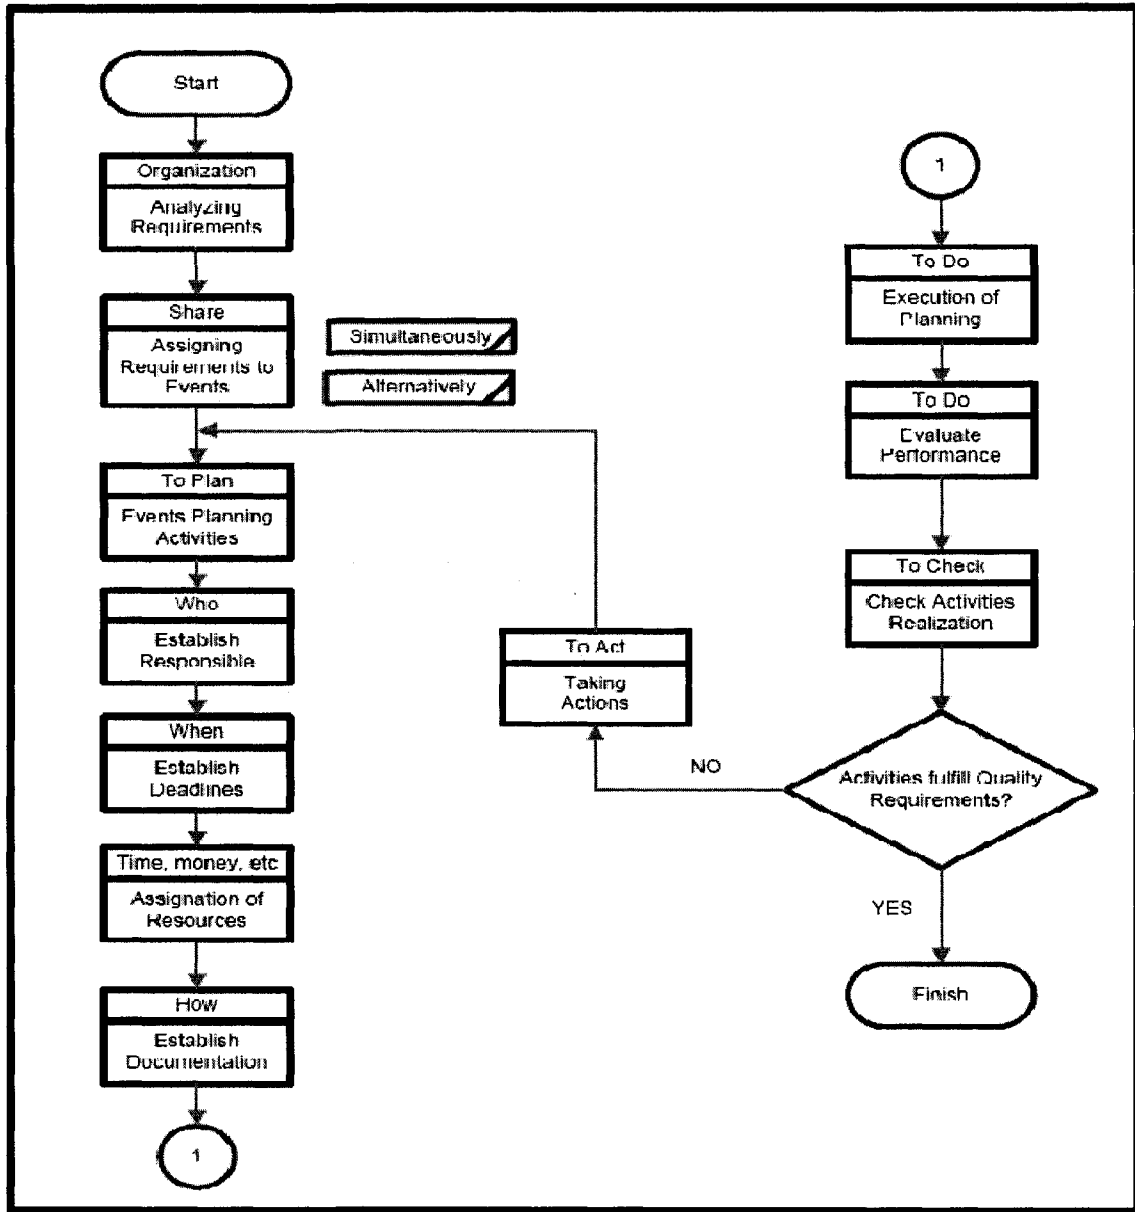 Start
Organization
Analyzing
Requirements
Share
Assigning
Requirements to
Events
Simultaneously
Alternatively
To Plan
Events Planning
Activities
Who
Establish
Responsible
When
Establish
Deadlines
Time, money, etc
Assignation of
Resources
How
Establish
Documentation
1
To Act
Taking
Actions
NO
1
To Do
Execution of
Planning
To Do
Evaluate
Performance
To Check
Check Activities
Realization
Activities fulfill Quality
Requirements?
YES
Finish